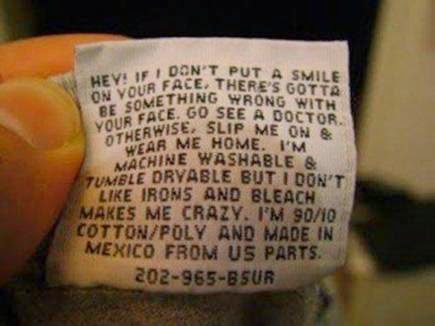 HEY! IF I DON'T PUT A SMILE
ON YOUR FACE, THERE'S GOTTA
BE SOMETHING WRONG WITH
YOUR FACE. GO SEE A DOCTOR.
OTHERWISE, SLIP ME ON &
WEAR ME HOME. I'M
MACHINE WASHABLE &
TUMBLE DRYABLE BUT I DON'T
LIKE IRONS AND BLEACH
MAKES ME CRAZY. I'M 90/10
COTTON/POLY AND MADE IN
MEXICO FROM US PARTS.
202-965-BSUR